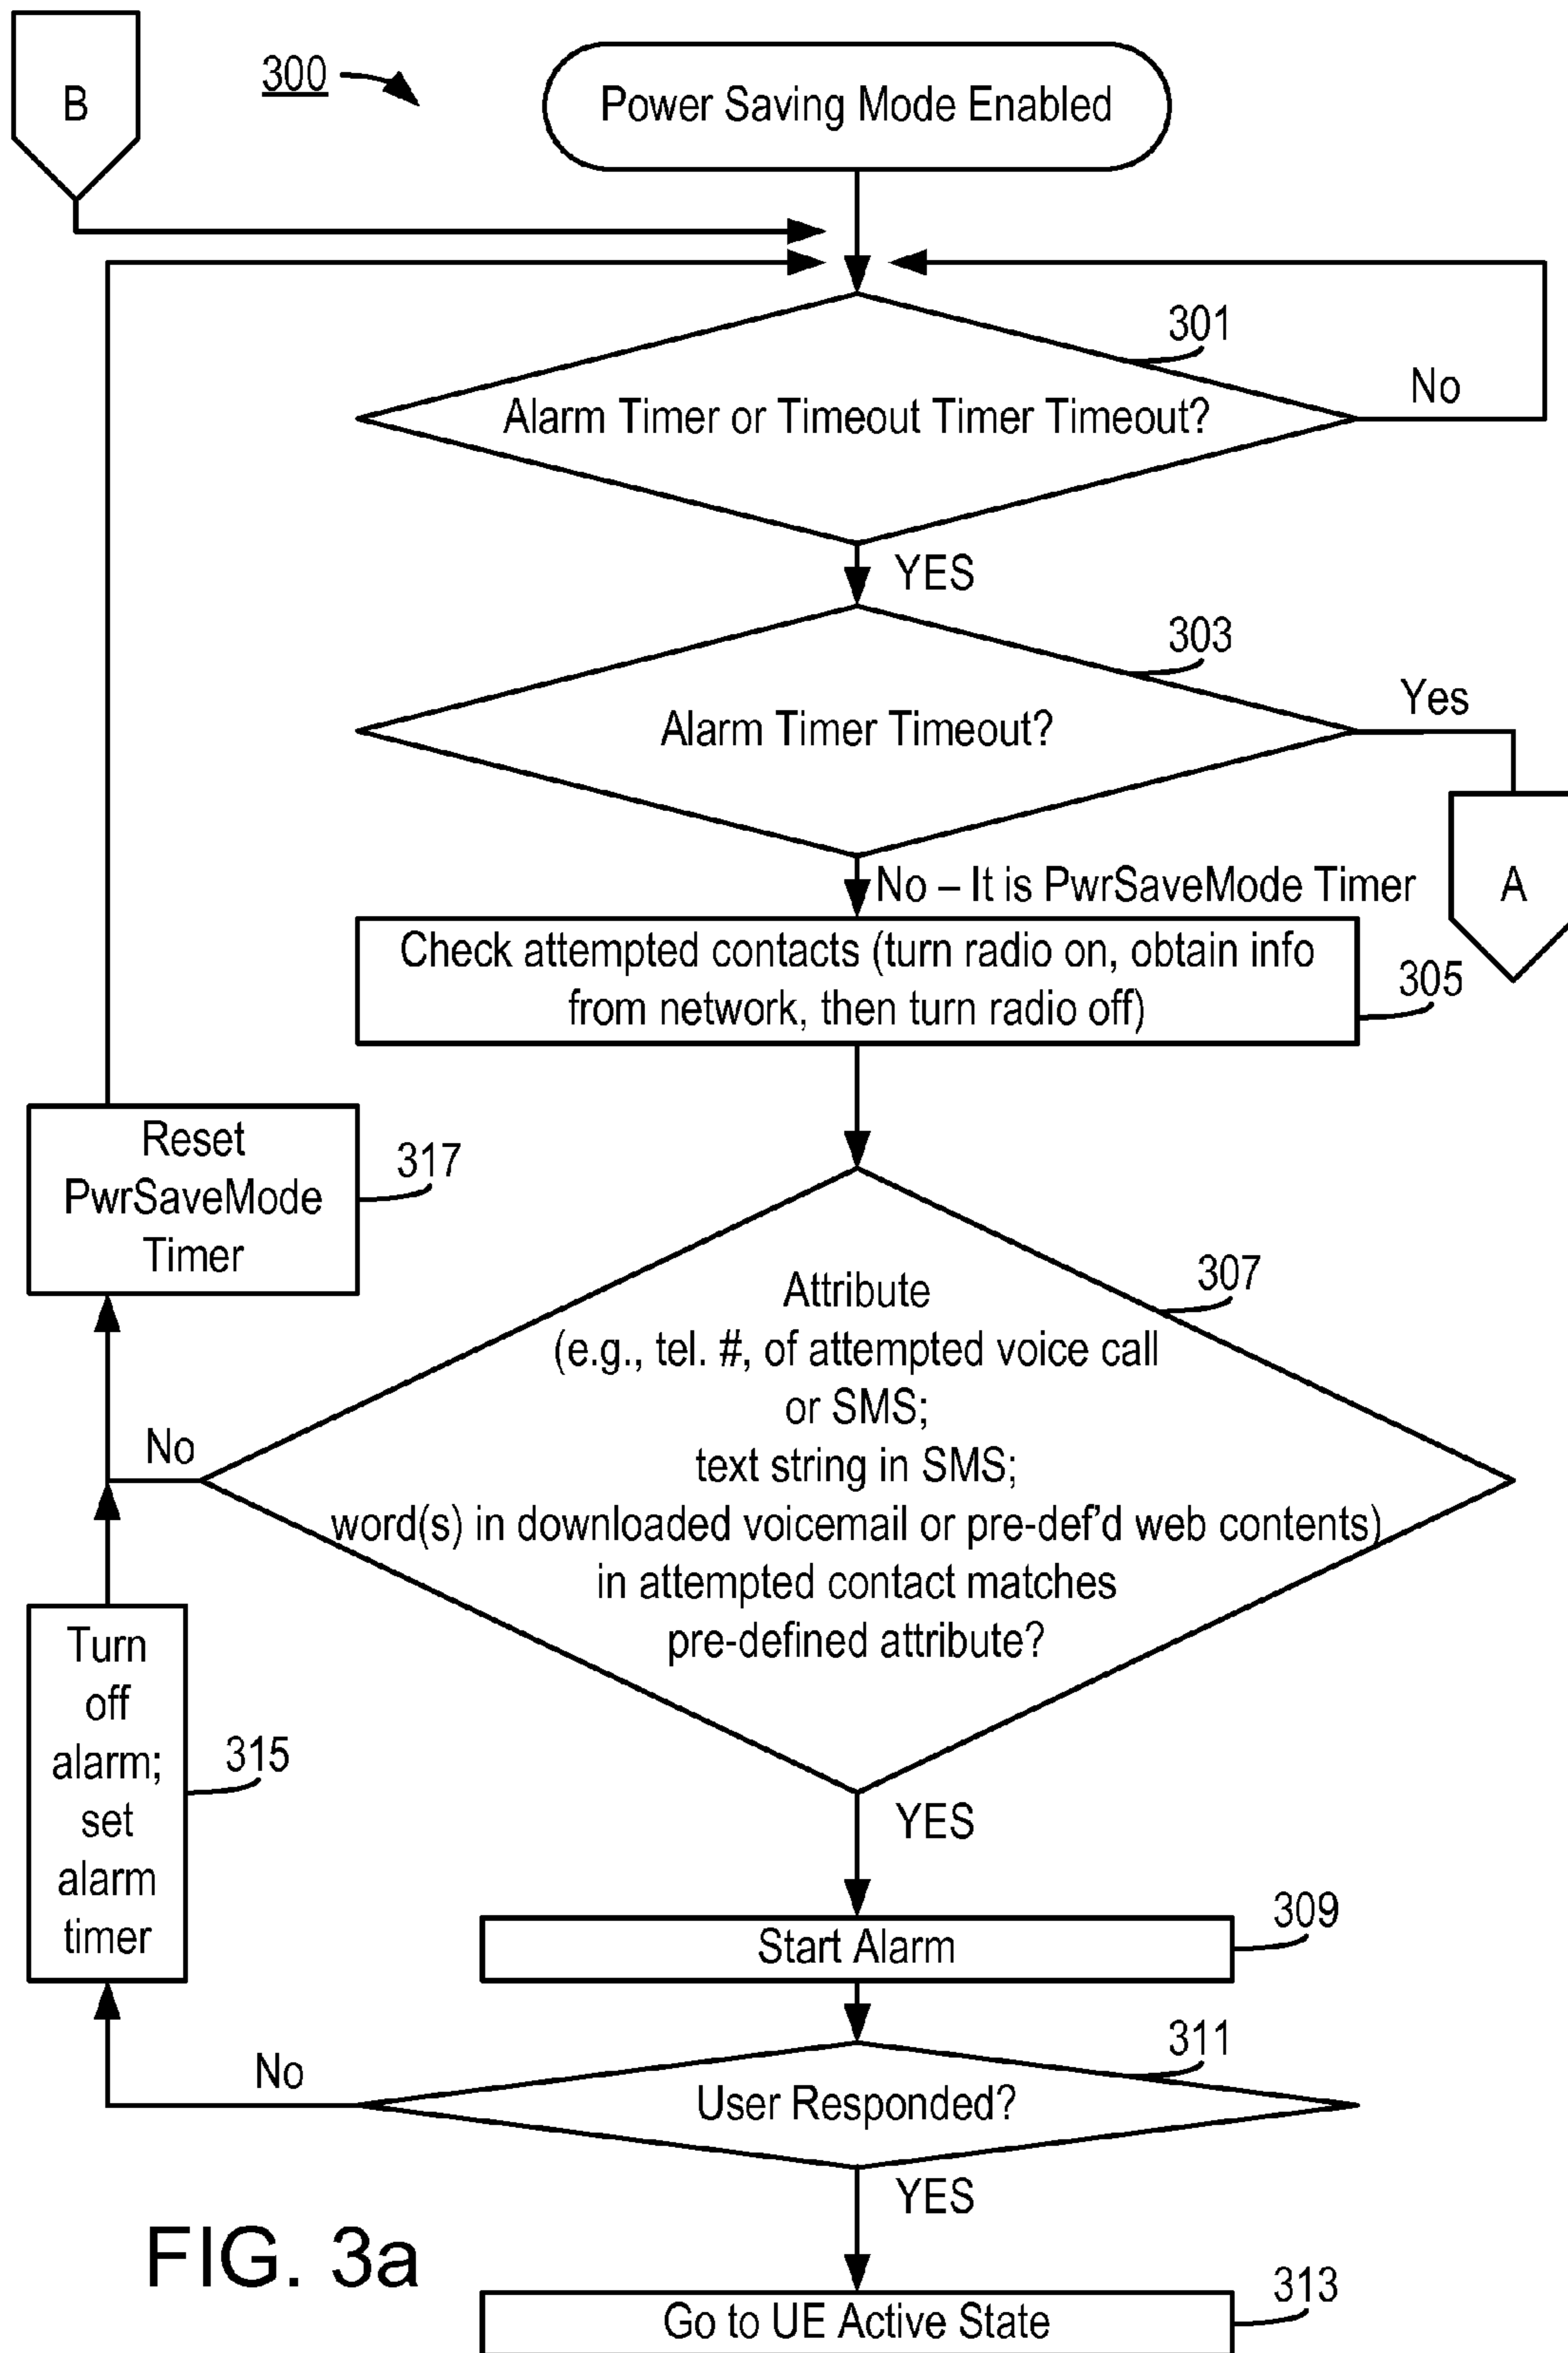 B
300
Power Saving Mode Enabled
301
Alarm Timer or Timeout Timer Timeout?
No
YES
303
Alarm Timer Timeout?
Yes
A
No – It is PwrSaveMode Timer
Check attempted contacts (turn radio on, obtain info
from network, then turn radio off)
305
Reset
PwrSaveMode
Timer
317
307
Attribute
(e.g., tel. #, of attempted voice call
or SMS;
text string in SMS;
word(s) in downloaded voicemail or pre-def'd web contents)
in attempted contact matches
pre-defined attribute?
No
YES
Turn
off
alarm;
set
alarm
timer
315
Start Alarm
309
311
User Responded?
No
YES
Go to UE Active State
313
FIG. 3a